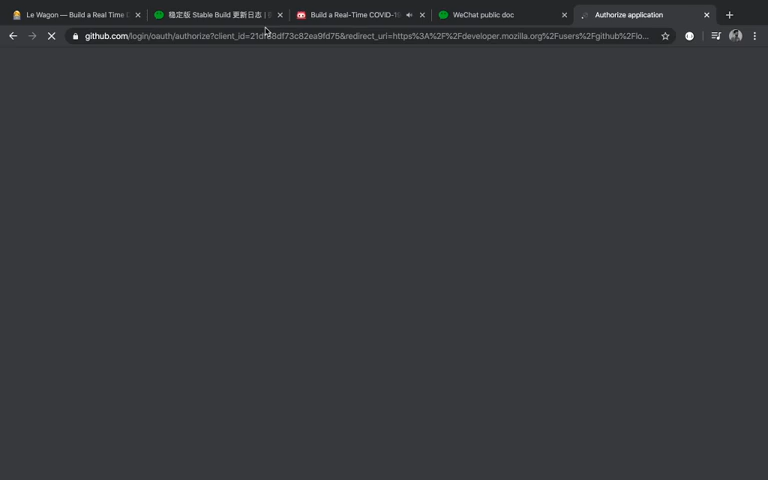 Le Wagon — Build a Real Time
稳定版 Stable Build 更新日志
Build a Real-Time COVID-19
WeChat public doc
Authorize application
github.com/login/oauth/authorize?client_id=21df88df73c82ea9fd75&redirect_uri=https%3A%2F%2Fdeveloper.mozilla.org%2Fusers%2Fgithub%2Flo...